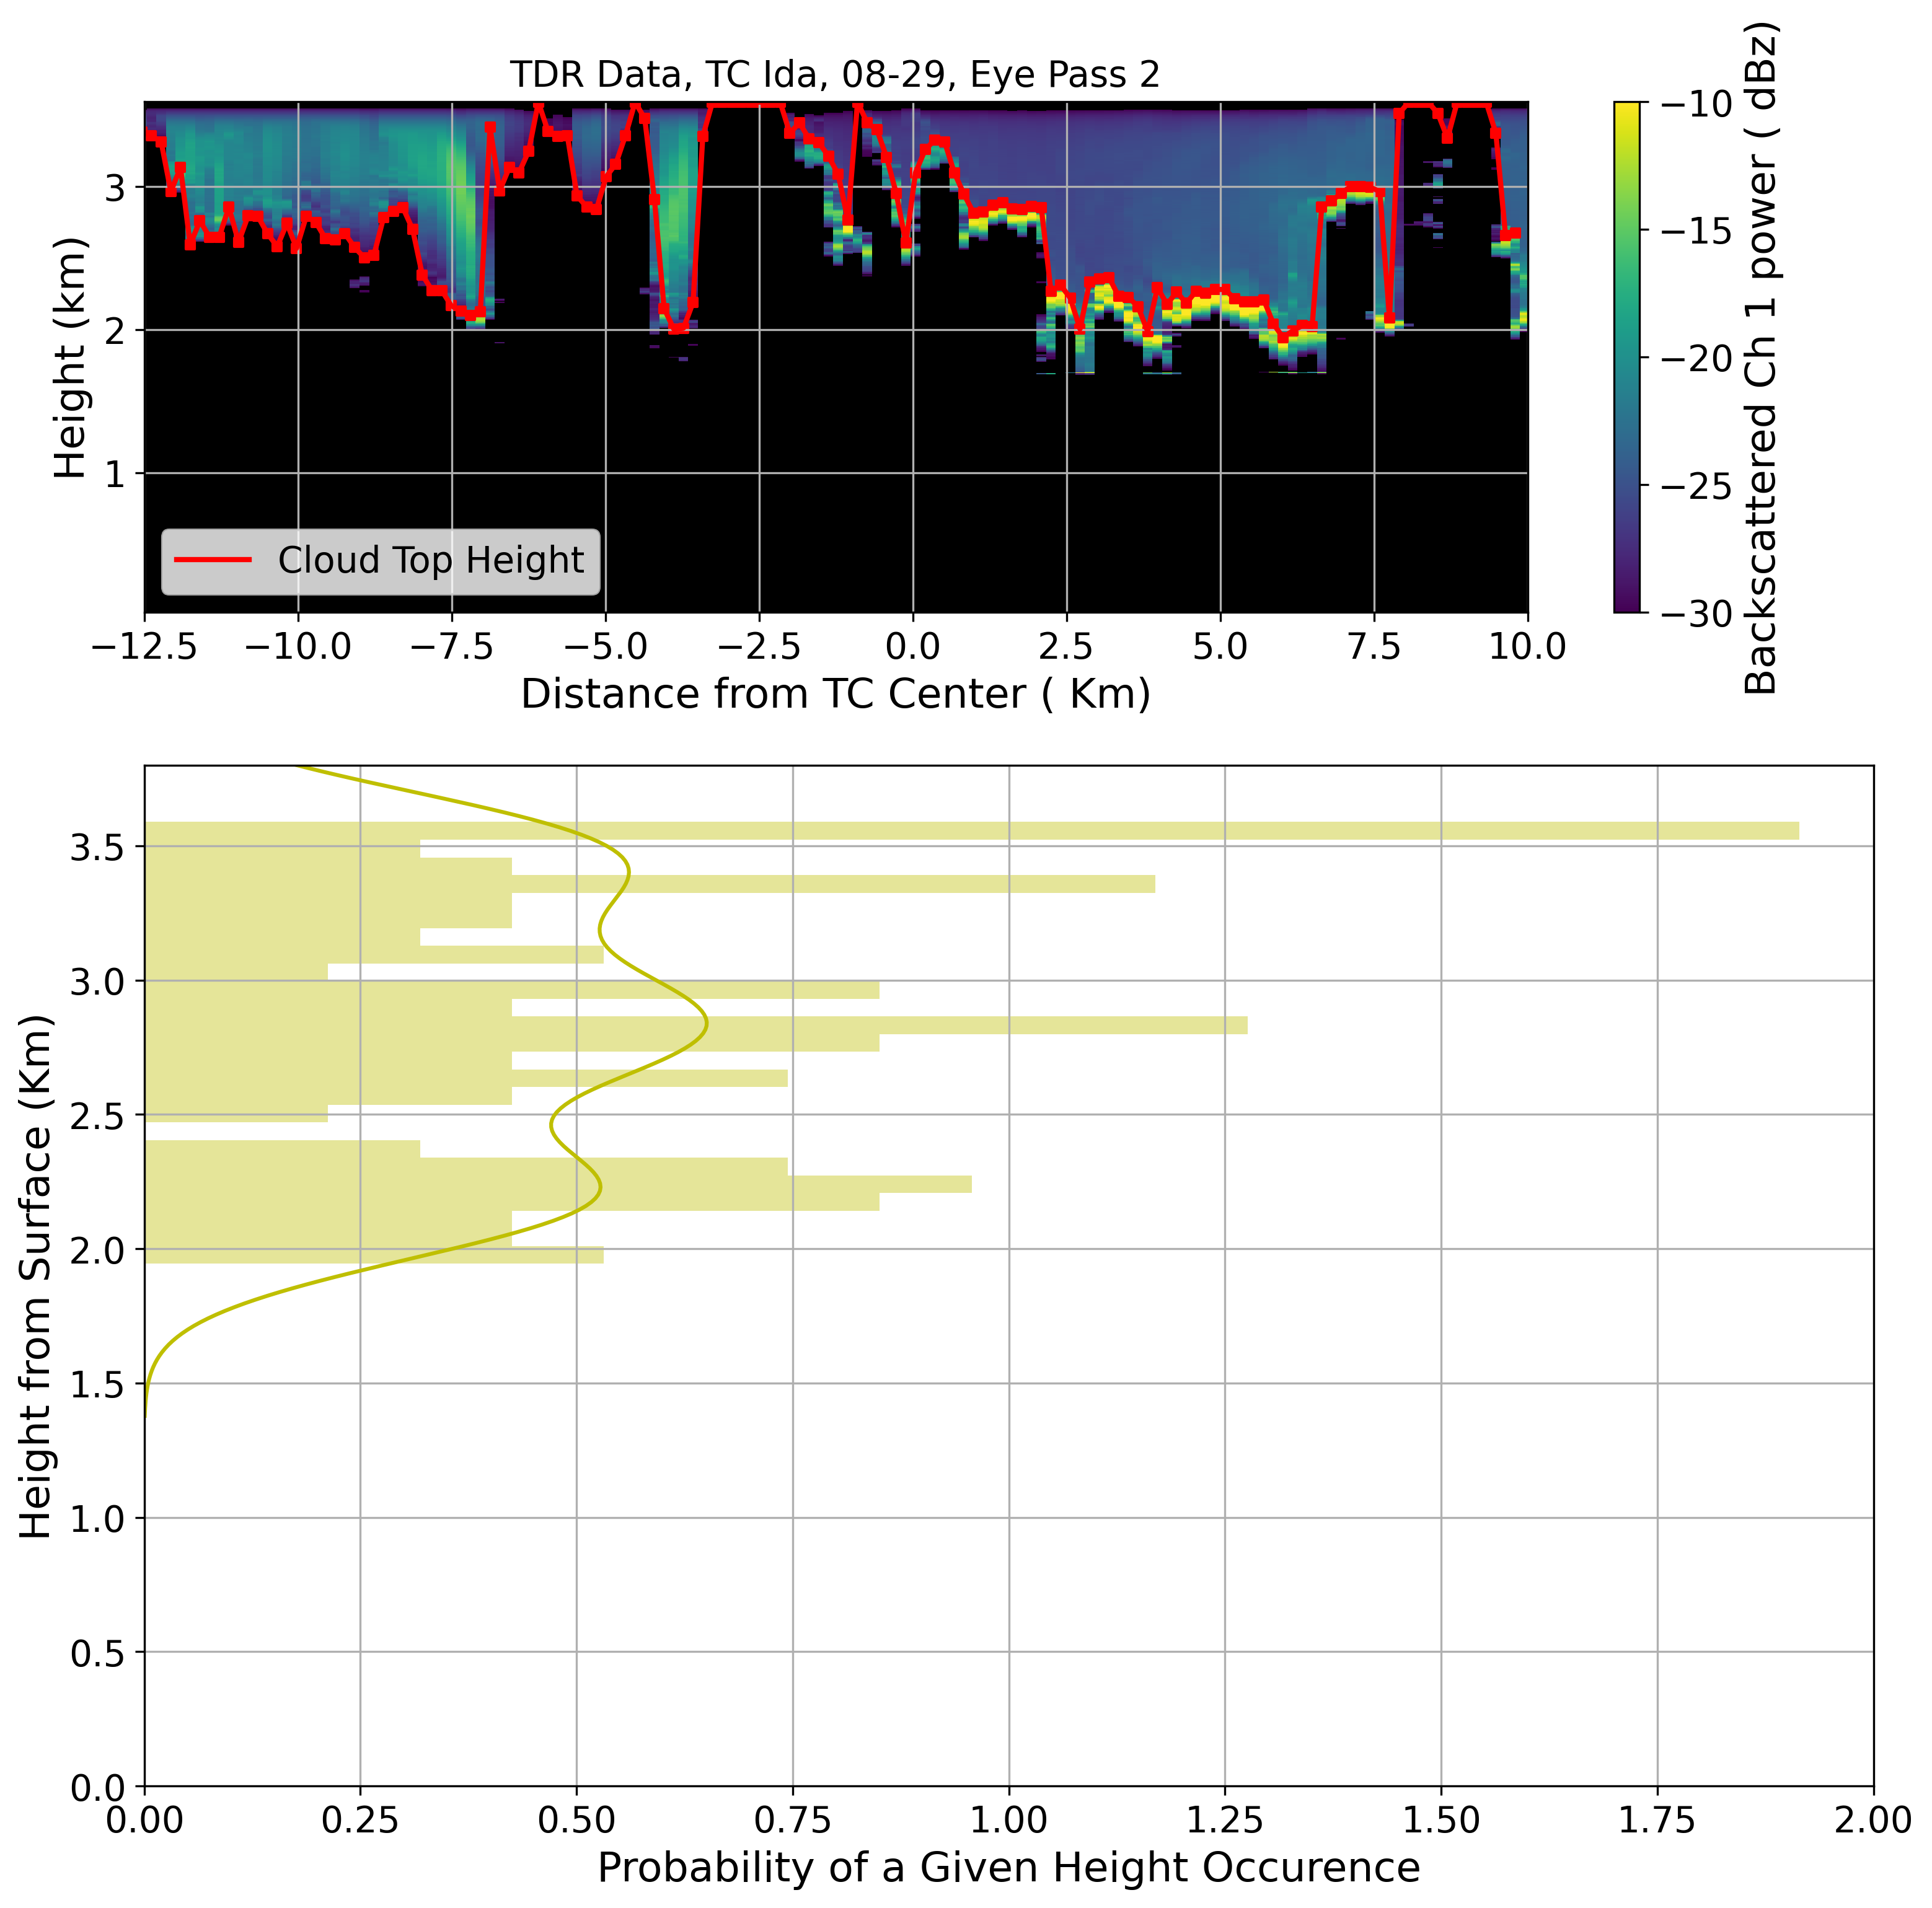 TDR Data, TC Ida, 08-29, Eye Pass 2
Height (km)
3
2
1
Cloud Top Height
−12.5 −10.0 −7.5 −5.0 −2.5 0.0 2.5 5.0 7.5 10.0
Distance from TC Center ( Km)
−10
−15
−20
−25
−30
Backscattered Ch 1 power ( dBz)
Height from Surface (Km)
3.5
3.0
2.5
2.0
1.5
1.0
0.5
0.0
0.00 0.25 0.50 0.75 1.00 1.25 1.50 1.75 2.00
Probability of a Given Height Occurence